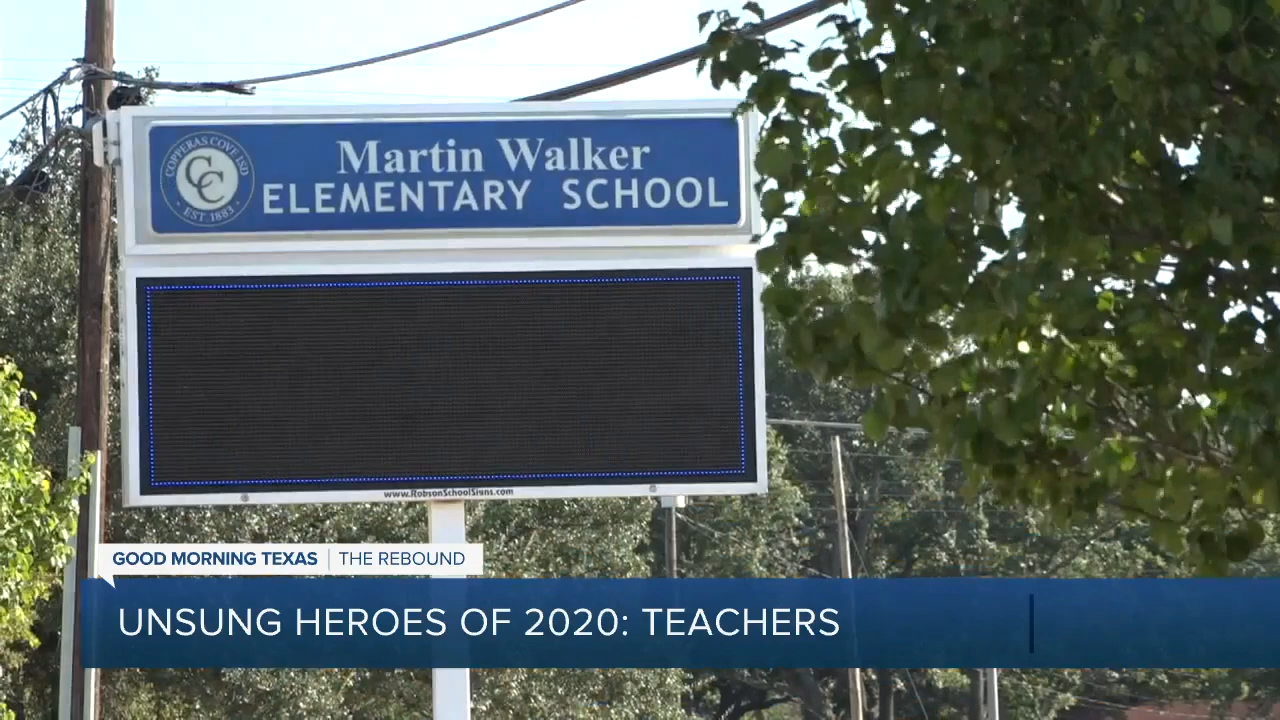 COPPERAS COVE ISD
CC
EST. 1883
Martin Walker
ELEMENTARY SCHOOL
www.RobsonSchoolSigns.com
GOOD MORNING TEXAS | THE REBOUND
UNSUNG HEROES OF 2020: TEACHERS